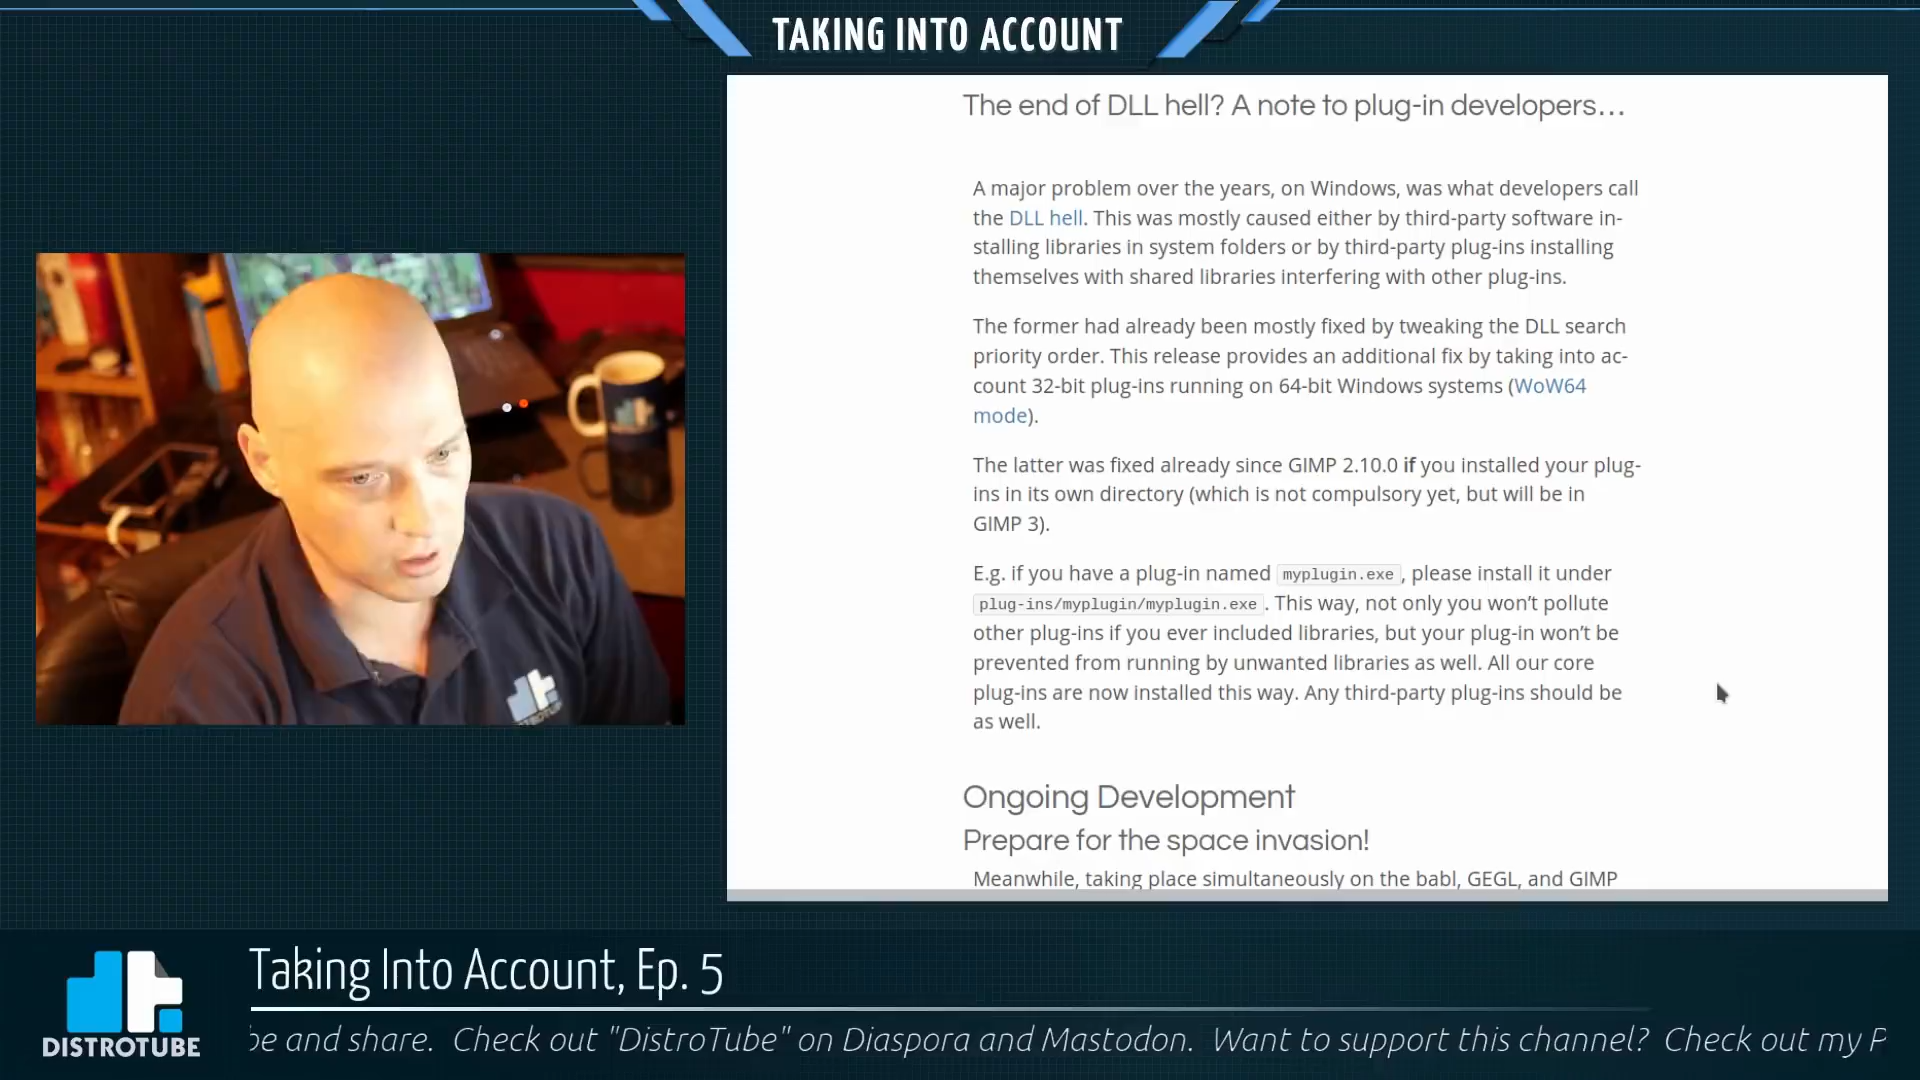 TAKING INTO ACCOUNT
The end of DLL hell? A note to plug-in developers…
A major problem over the years, on Windows, was what developers call
the DLL hell. This was mostly caused either by third-party software in-
stalling libraries in system folders or by third-party plug-ins installing
themselves with shared libraries interfering with other plug-ins.
The former had already been mostly fixed by tweaking the DLL search
priority order. This release provides an additional fix by taking into ac-
count 32-bit plug-ins running on 64-bit Windows systems (WoW64
mode).
The latter was fixed already since GIMP 2.10.0 if you installed your plug-
ins in its own directory (which is not compulsory yet, but will be in
GIMP 3).
E.g. if you have a plug-in named myplugin.exe, please install it under
plug-ins/myplugin/myplugin.exe. This way, not only you won’t pollute
other plug-ins if you ever included libraries, but your plug-in won’t be
prevented from running by unwanted libraries as well. All our core
plug-ins are now installed this way. Any third-party plug-ins should be
as well.
Ongoing Development
Prepare for the space invasion!
Meanwhile, taking place simultaneously on the babl, GEGL, and GIMP
DISTROTUBE
Taking Into Account, Ep. 5
be and share. Check out "DistroTube" on Diaspora and Mastodon. Want to support this channel? Check out my P
DISTROTUBE